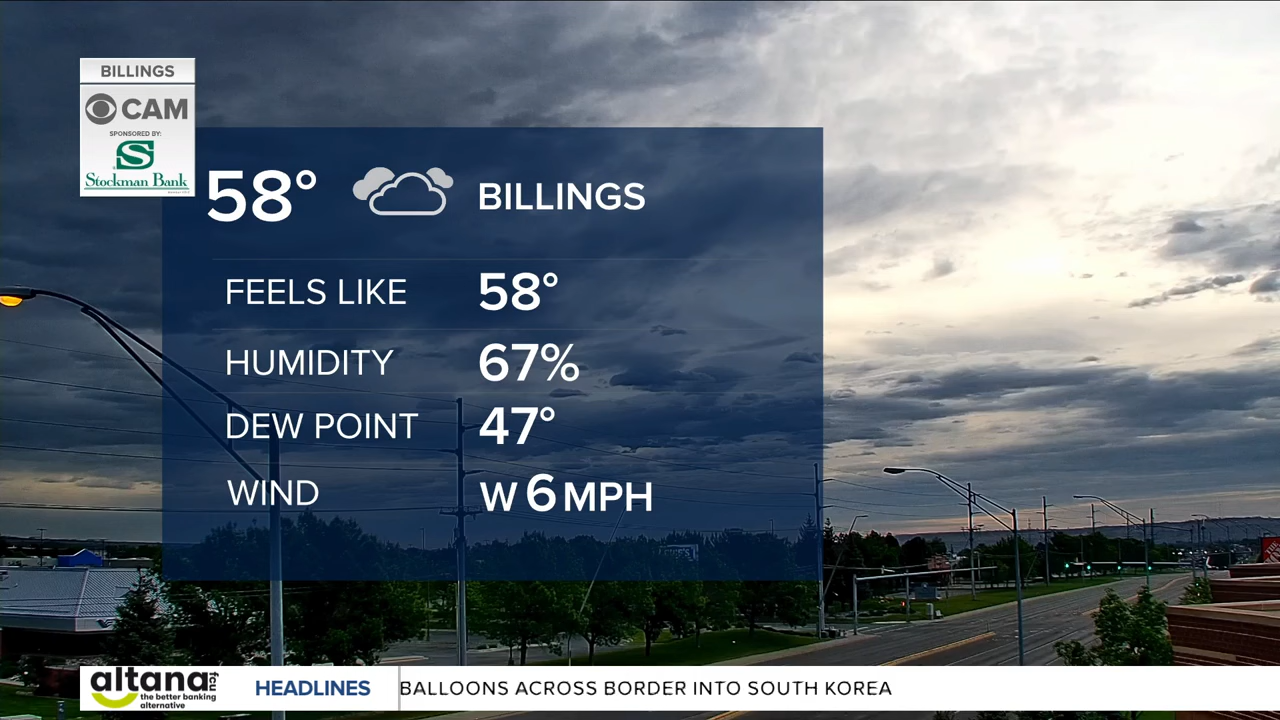 BILLINGS
CAM
SPONSORED BY:
S
Stockman Bank
58° BILLINGS
FEELS LIKE 58°
HUMIDITY 67%
DEW POINT 47°
WIND W 6 MPH
altana fcu
the better banking
alternative
HEADLINES BALLOONS ACROSS BORDER INTO SOUTH KOREA